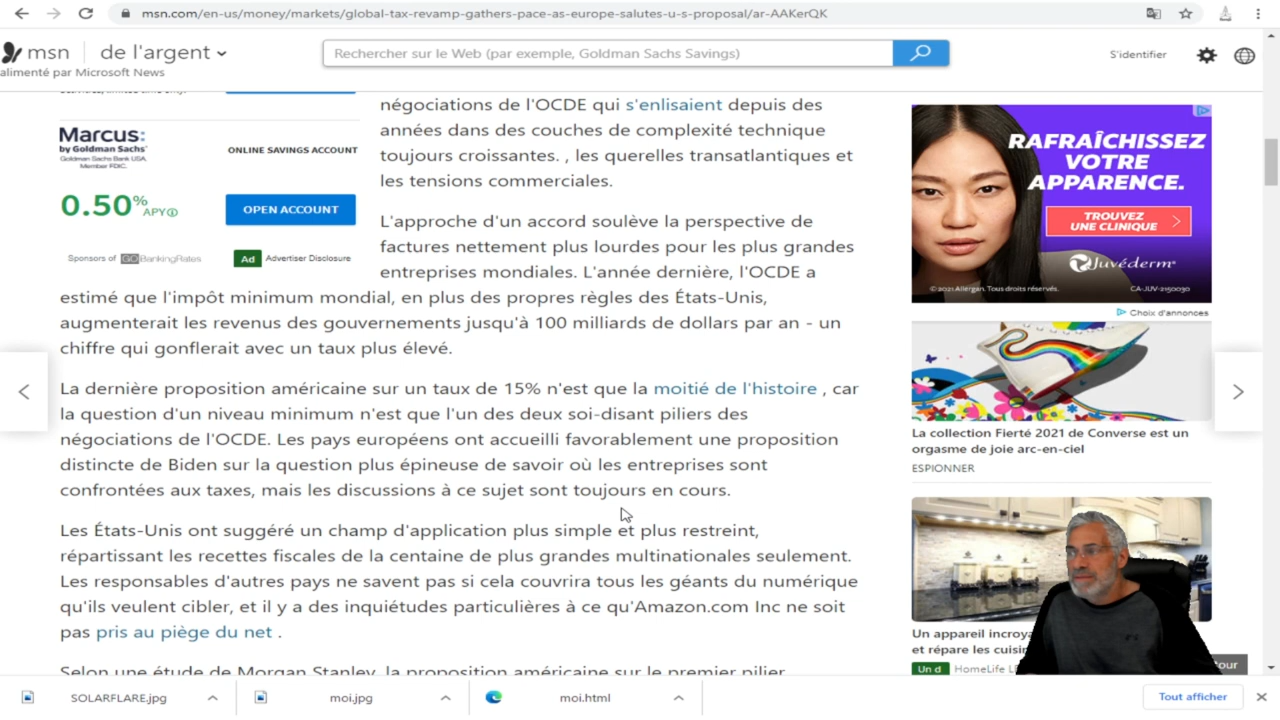 msn.com/en-us/money/markets/global-tax-revamp-gathers-pace-as-europe-salutes-u-s-proposal/ar-AAKerQK
msn
de l'argent
alimenté par Microsoft News
Rechercher sur le Web (par exemple, Goldman Sachs Savings)
S'identifier
Marcus:
by Goldman Sachs®
Goldman Sachs Bank USA.
Member FDIC.
ONLINE SAVINGS ACCOUNT
0.50% APY
OPEN ACCOUNT
Sponsors of GOBankingRates
Ad
Advertiser Disclosure
négociations de l'OCDE qui s'enlisaient depuis des
années dans des couches de complexité technique
toujours croissantes. , les querelles transatlantiques et
les tensions commerciales.
L'approche d'un accord soulève la perspective de
factures nettement plus lourdes pour les plus grandes
entreprises mondiales. L'année dernière, l'OCDE a
estimé que l'impôt minimum mondial, en plus des propres règles des États-Unis,
augmenterait les revenus des gouvernements jusqu'à 100 milliards de dollars par an - un
chiffre qui gonflerait avec un taux plus élevé.
La dernière proposition américaine sur un taux de 15% n'est que la moitié de l'histoire , car
la question d'un niveau mininum n'est que l'un des deux soi-disant piliers des
négociations de l'OCDE. Les pays européens ont accueilli favorablement une proposition
distincte de Biden sur la question plus épineuse de savoir où les entreprises sont
confrontées aux taxes, mais les discussions à ce sujet sont toujours en cours.
Les États-Unis ont suggéré un champ d'application plus simple et plus restreint,
répartissant les recettes fiscales de la centaine de plus grandes multinationales seulement.
Les responsables d'autres pays ne savent pas si cela couvrira tous les géants du numérique
qu'ils veulent cibler, et il y a des inquiétudes particulières à ce qu'Amazon.com Inc ne soit
pas pris au piège du net .
Selon une étude de Morgan Stanley, la proposition américaine sur le premier pilier
RAFRAÎCHISSEZ
VOTRE
APPARENCE.
TROUVEZ
UNE CLINIQUE
Juvéderm
©2021 Allergan. Tous droits réservés.
CA-JUV-2150030
Choix d'annonces
La collection Fierté 2021 de Converse est un
orgasme de joie arc-en-ciel
ESPIONNER
Un appareil
et répare les
Un d
HomeLife
SOLARFLARE.jpg
moi.jpg
moi.html
Tout afficher